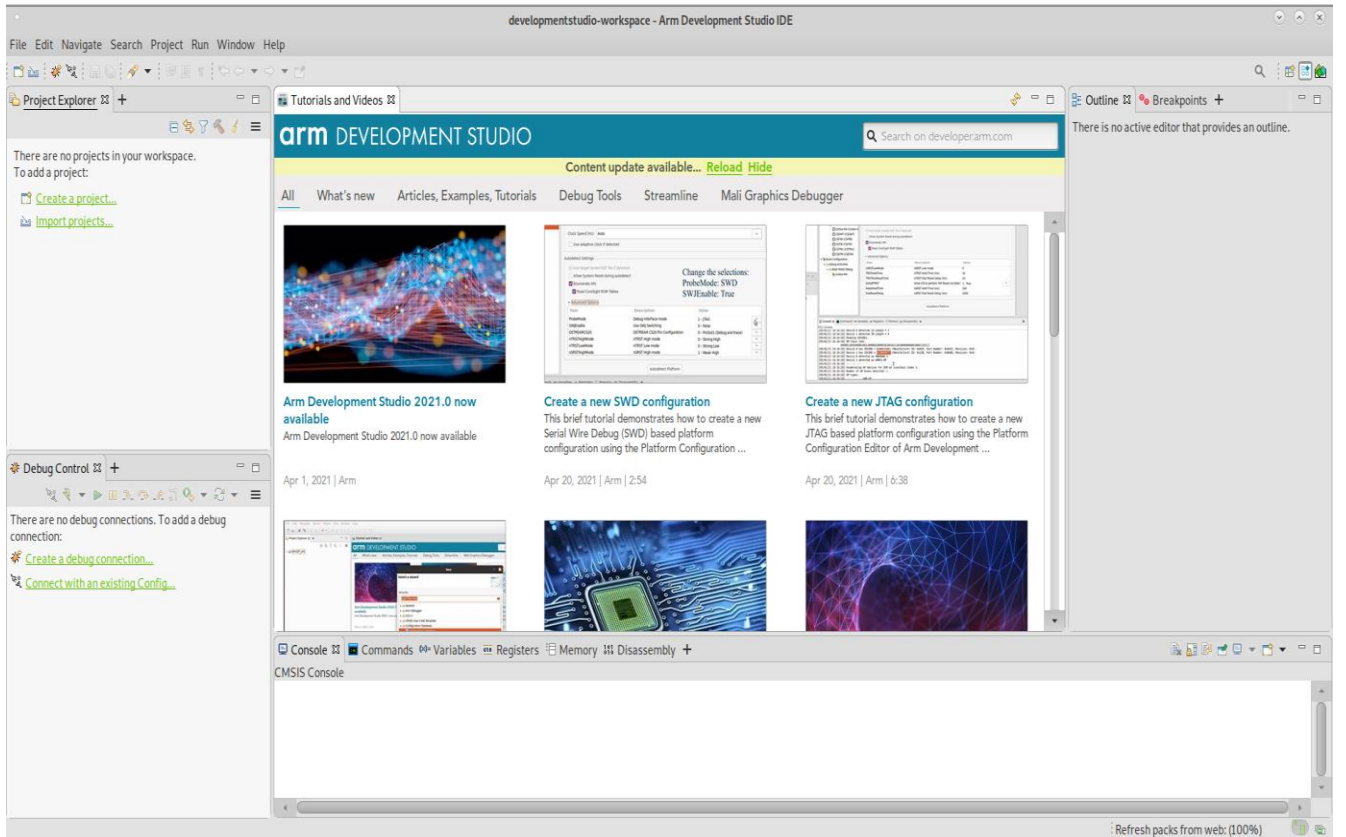 developmentstudio-workspace - Arm Development Studio IDE
File Edit Navigate Search Project Run Window Help
Project Explorer
There are no projects in your workspace.
To add a project:
Create a project...
Import projects...
Debug Control
There are no debug connections. To add a debug
connection:
Create a debug connection...
Connect with an existing Config...
Tutorials and Videos
arm DEVELOPMENT STUDIO
Search on developer.arm.com
Content update available... Reload Hide
All What's new Articles, Examples, Tutorials Debug Tools Streamline Mali Graphics Debugger
Change the selections:
ProbeMode: SWD
SWJEnable: True
Arm Development Studio 2021.0 now
available
Arm Development Studio 2021.0 now available
Apr 1, 2021 | Arm
Create a new SWD configuration
This brief tutorial demonstrates how to create a new
Serial Wire Debug (SWD) based platform
configuration using the Platform Configuration ...
Apr 20, 2021 | Arm | 2:54
Create a new JTAG configuration
This brief tutorial demonstrates how to create a new
JTAG based platform configuration using the Platform
Configuration Editor of Arm Development ...
Apr 20, 2021 | Arm | 6:38
arm DEVELOPMENT STUDIO
Outline Breakpoints
There is no active editor that provides an outline.
Console Commands Variables Registers Memory Disassembly
CMSIS Console
Refresh packs from web: (100%)